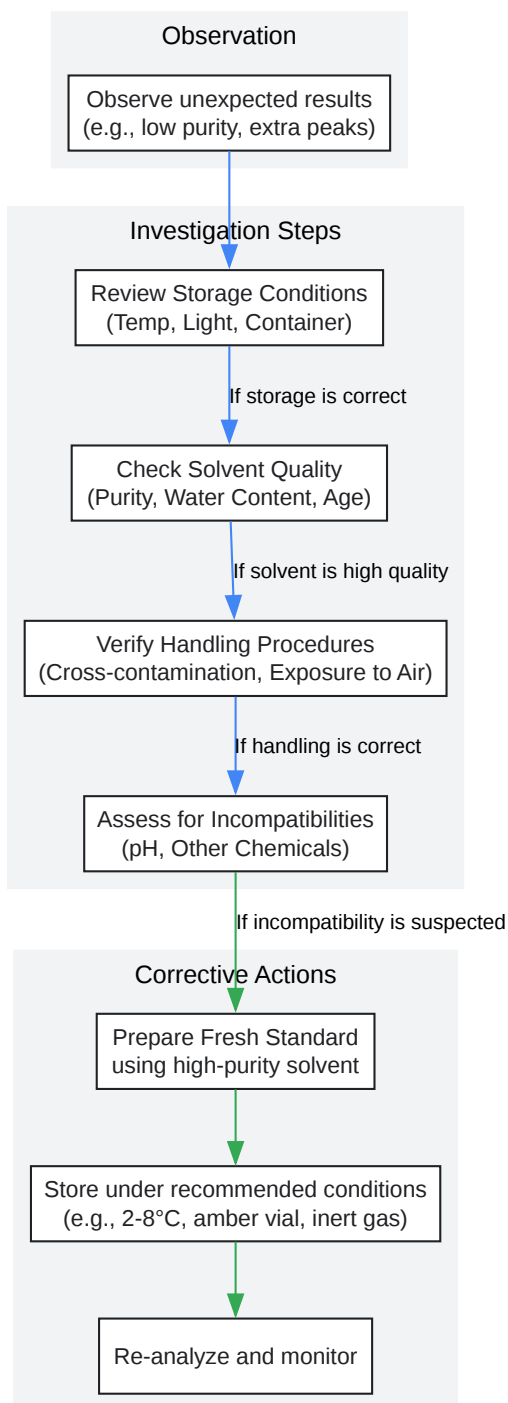 Observation
Observe unexpected results
(e.g., low purity, extra peaks)
Investigation Steps
Review Storage Conditions
(Temp, Light, Container)
If storage is correct
Check Solvent Quality
(Purity, Water Content, Age)
If solvent is high quality
Verify Handling Procedures
(Cross-contamination, Exposure to Air)
If handling is correct
Assess for Incompatibilities
(pH, Other Chemicals)
If incompatibility is suspected
Corrective Actions
Prepare Fresh Standard
using high-purity solvent
Store under recommended conditions
(e.g., 2-8°C, amber vial, inert gas)
Re-analyze and monitor